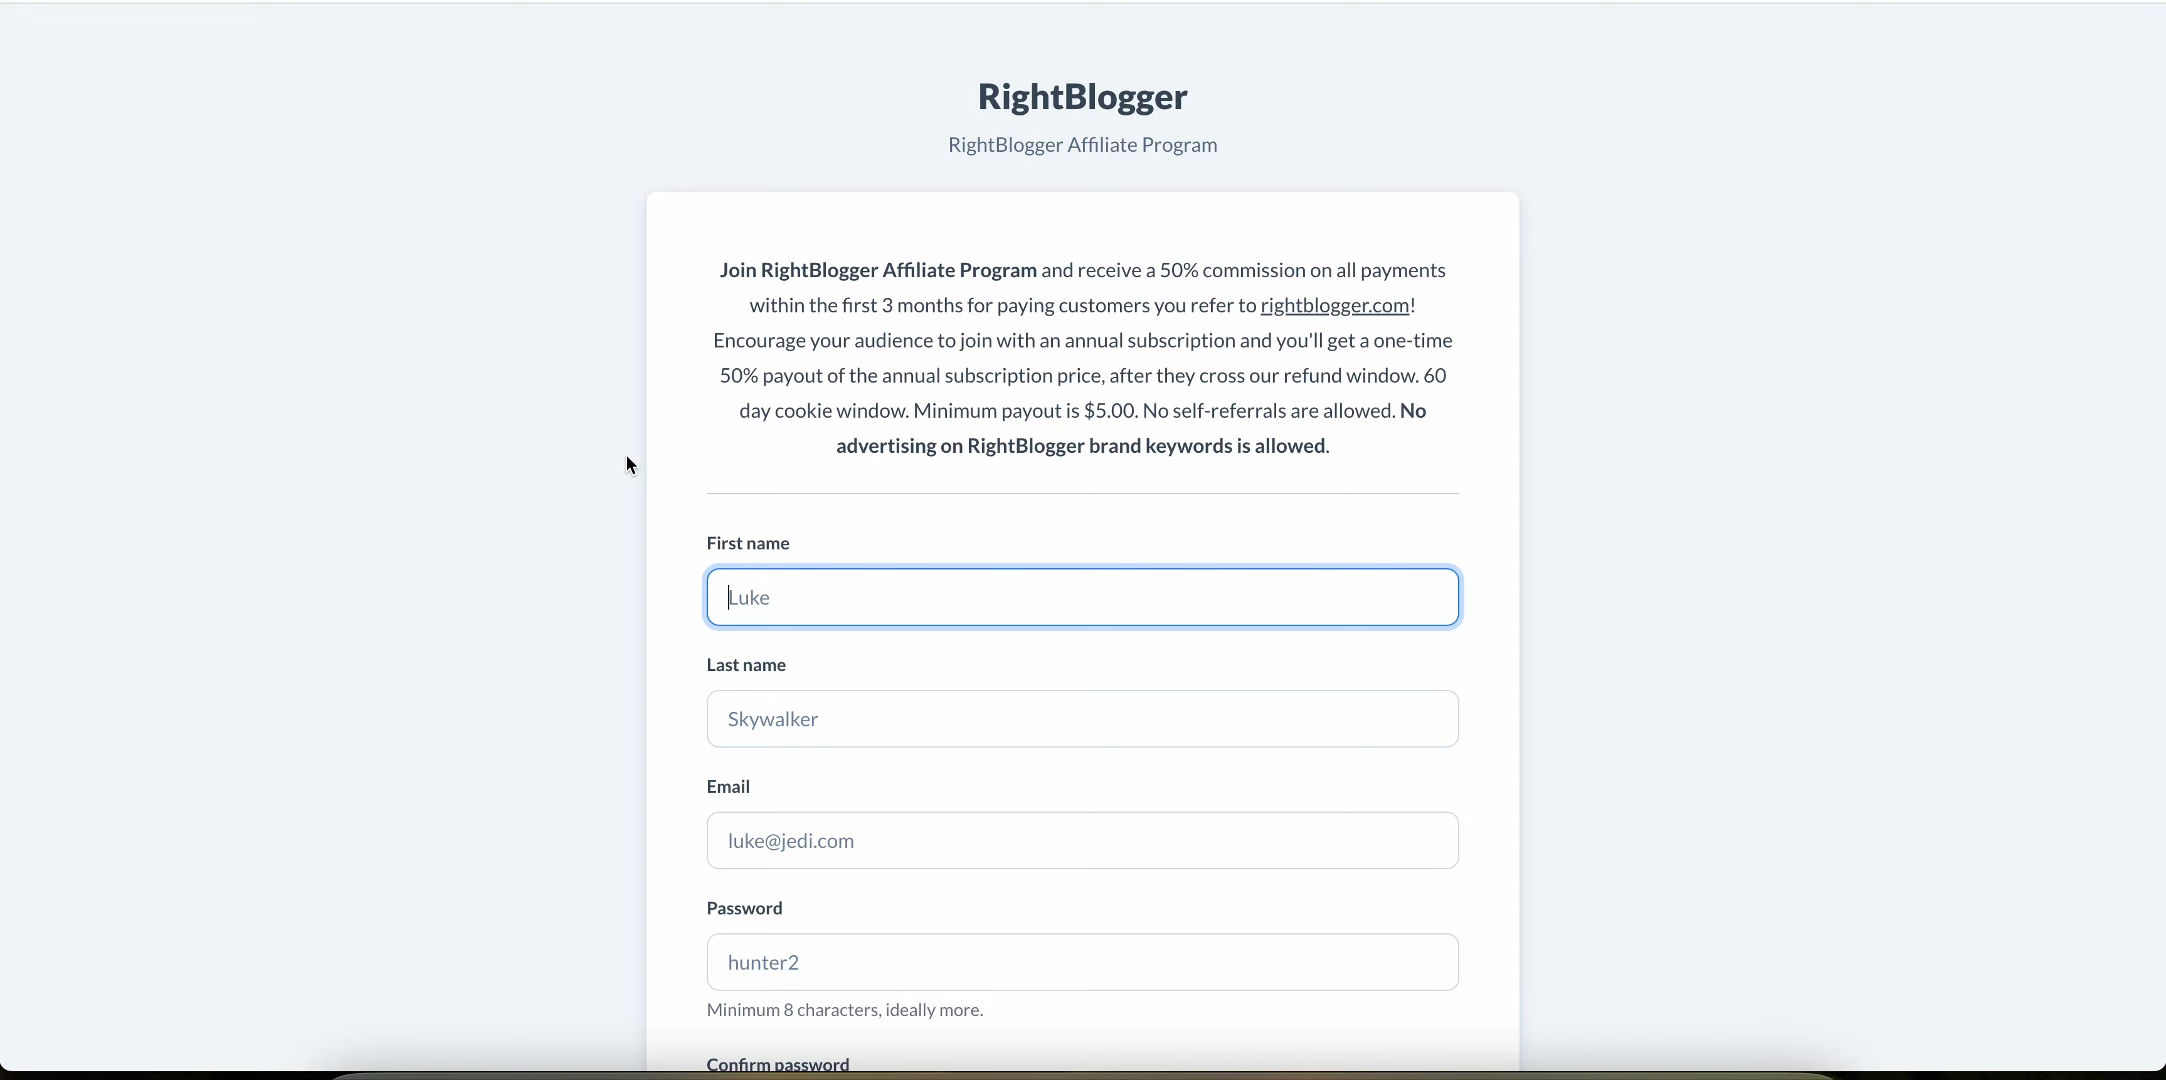 RightBlogger
RightBlogger Affiliate Program
Join RightBlogger Affiliate Program and receive a 50% commission on all payments
within the first 3 months for paying customers you refer to rightblogger.com!
Encourage your audience to join with an annual subscription and you'll get a one-time
50% payout of the annual subscription price, after they cross our refund window. 60
day cookie window. Minimum payout is $5.00. No self-referrals are allowed. No
advertising on RightBlogger brand keywords is allowed.
First name
Luke
Last name
Skywalker
Email
luke@jedi.com
Password
hunter2
Minimum 8 characters, ideally more.
Confirm password